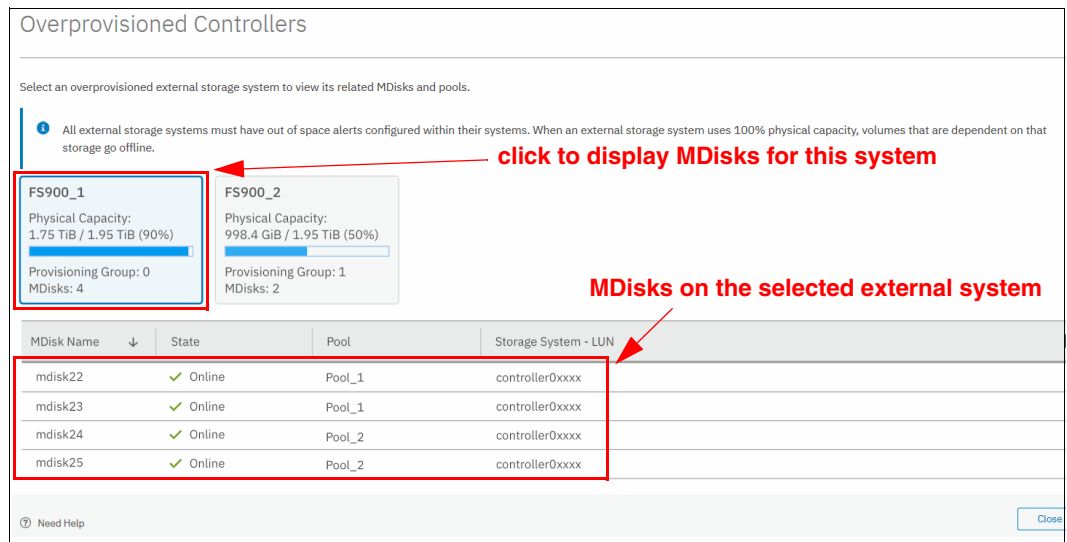 Overprovisioned Controllers
Select an overprovisioned external storage system to view its related MDisks and pools.
All external storage systems must have out of space alerts configured within their systems. When an external storage system uses 100% physical capacity, volumes that are dependent on that
storage go offline.
click to display MDisks for this system
FS900_1
Physical Capacity:
1.75 TiB / 1.95 TiB (90%)
Provisioning Group: 0
MDisks: 4
FS900_2
Physical Capacity:
998.4 GiB / 1.95 TiB (50%)
Provisioning Group: 1
MDisks: 2
MDisks on the selected external system
MDisk Name State Pool Storage System - LUN
mdisk22 Online Pool_1 controller0xxxx
mdisk23 Online Pool_1 controller0xxxx
mdisk24 Online Pool_2 controller0xxxx
mdisk25 Online Pool_2 controller0xxxx
Need Help
Close